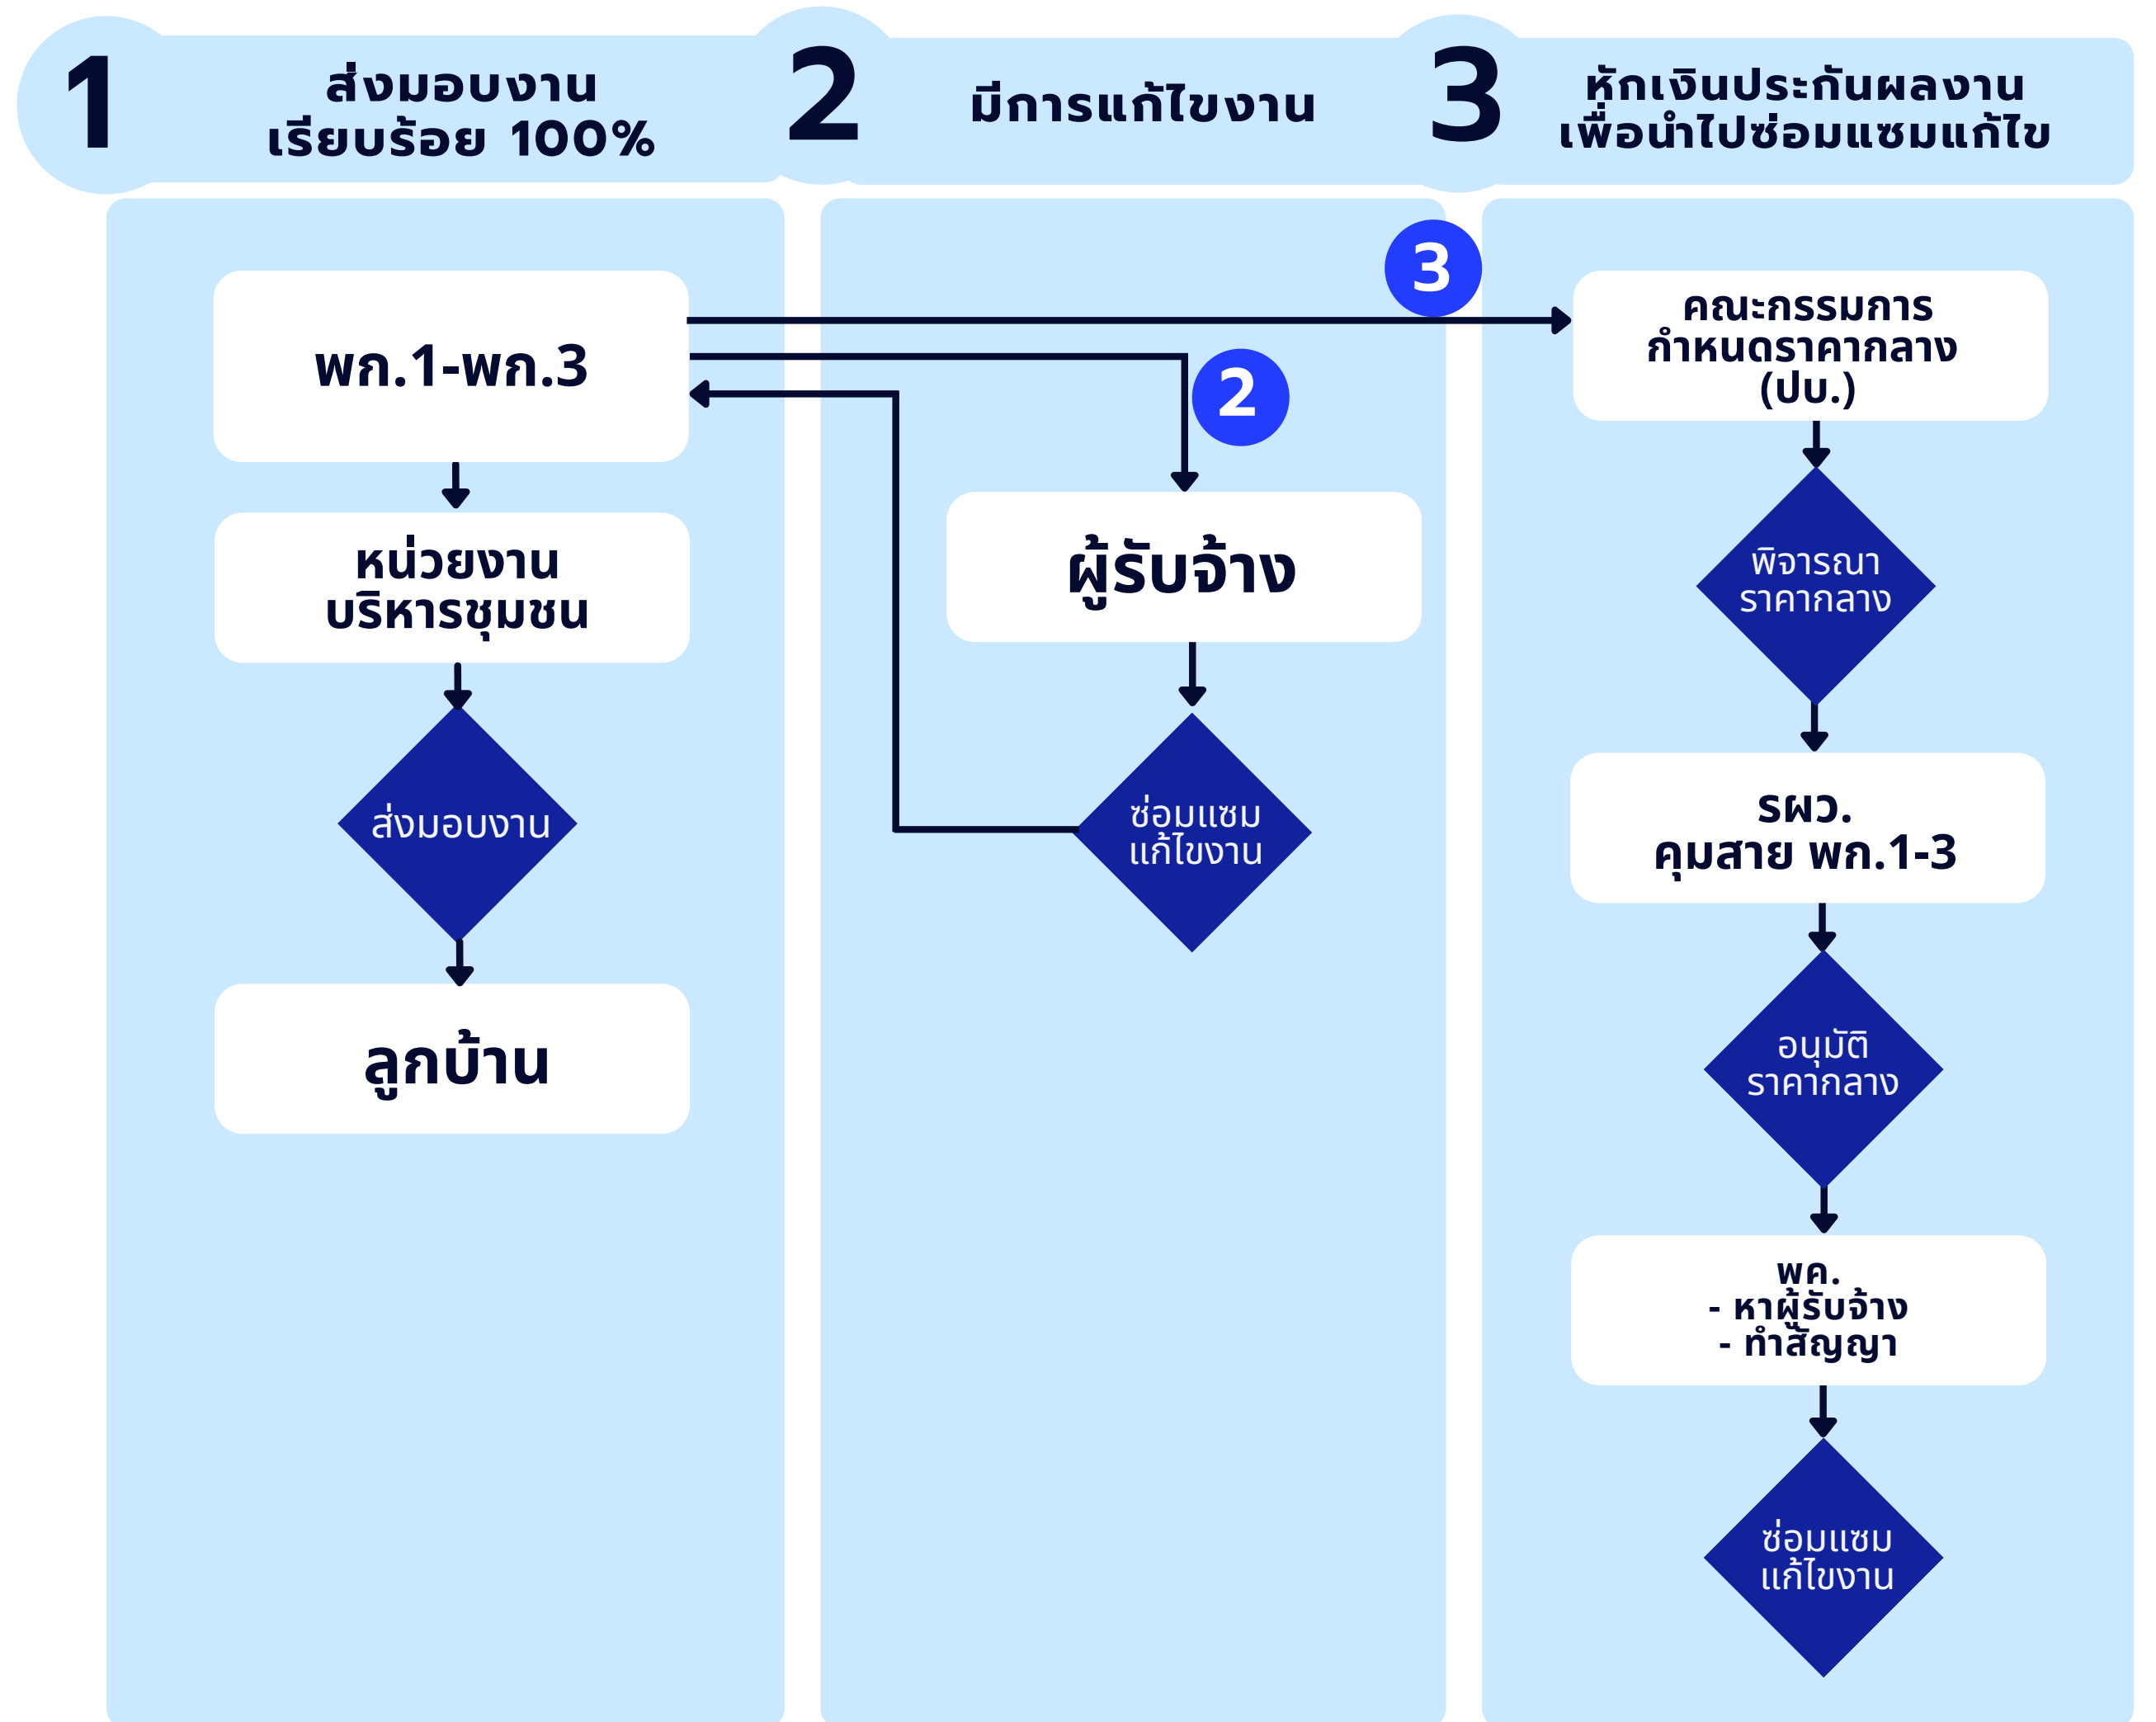 1
ส่งมอบงาน
เรียบร้อย 100%
2
มีการแก้ไขงาน
3
หักเงินประกันผลงาน
เพื่อนำไปซ่อมแซมแก้ไข
พก.1-พก.3
หน่วยงาน
บริหารชุมชน
ส่งมอบงาน
ลูกบ้าน
2
ผู้รับจ้าง
ซ่อมแซม
แก้ไขงาน
3
คณะกรรมการ
กำหนดราคากลาง
(ปบ.)
พิจารณา
ราคากลาง
รผว.
คุมสาย พก.1-3
อนุมัติ
ราคากลาง
พค.
- หาผู้รับจ้าง
- ทำสัญญา
ซ่อมแซม
แก้ไขงาน